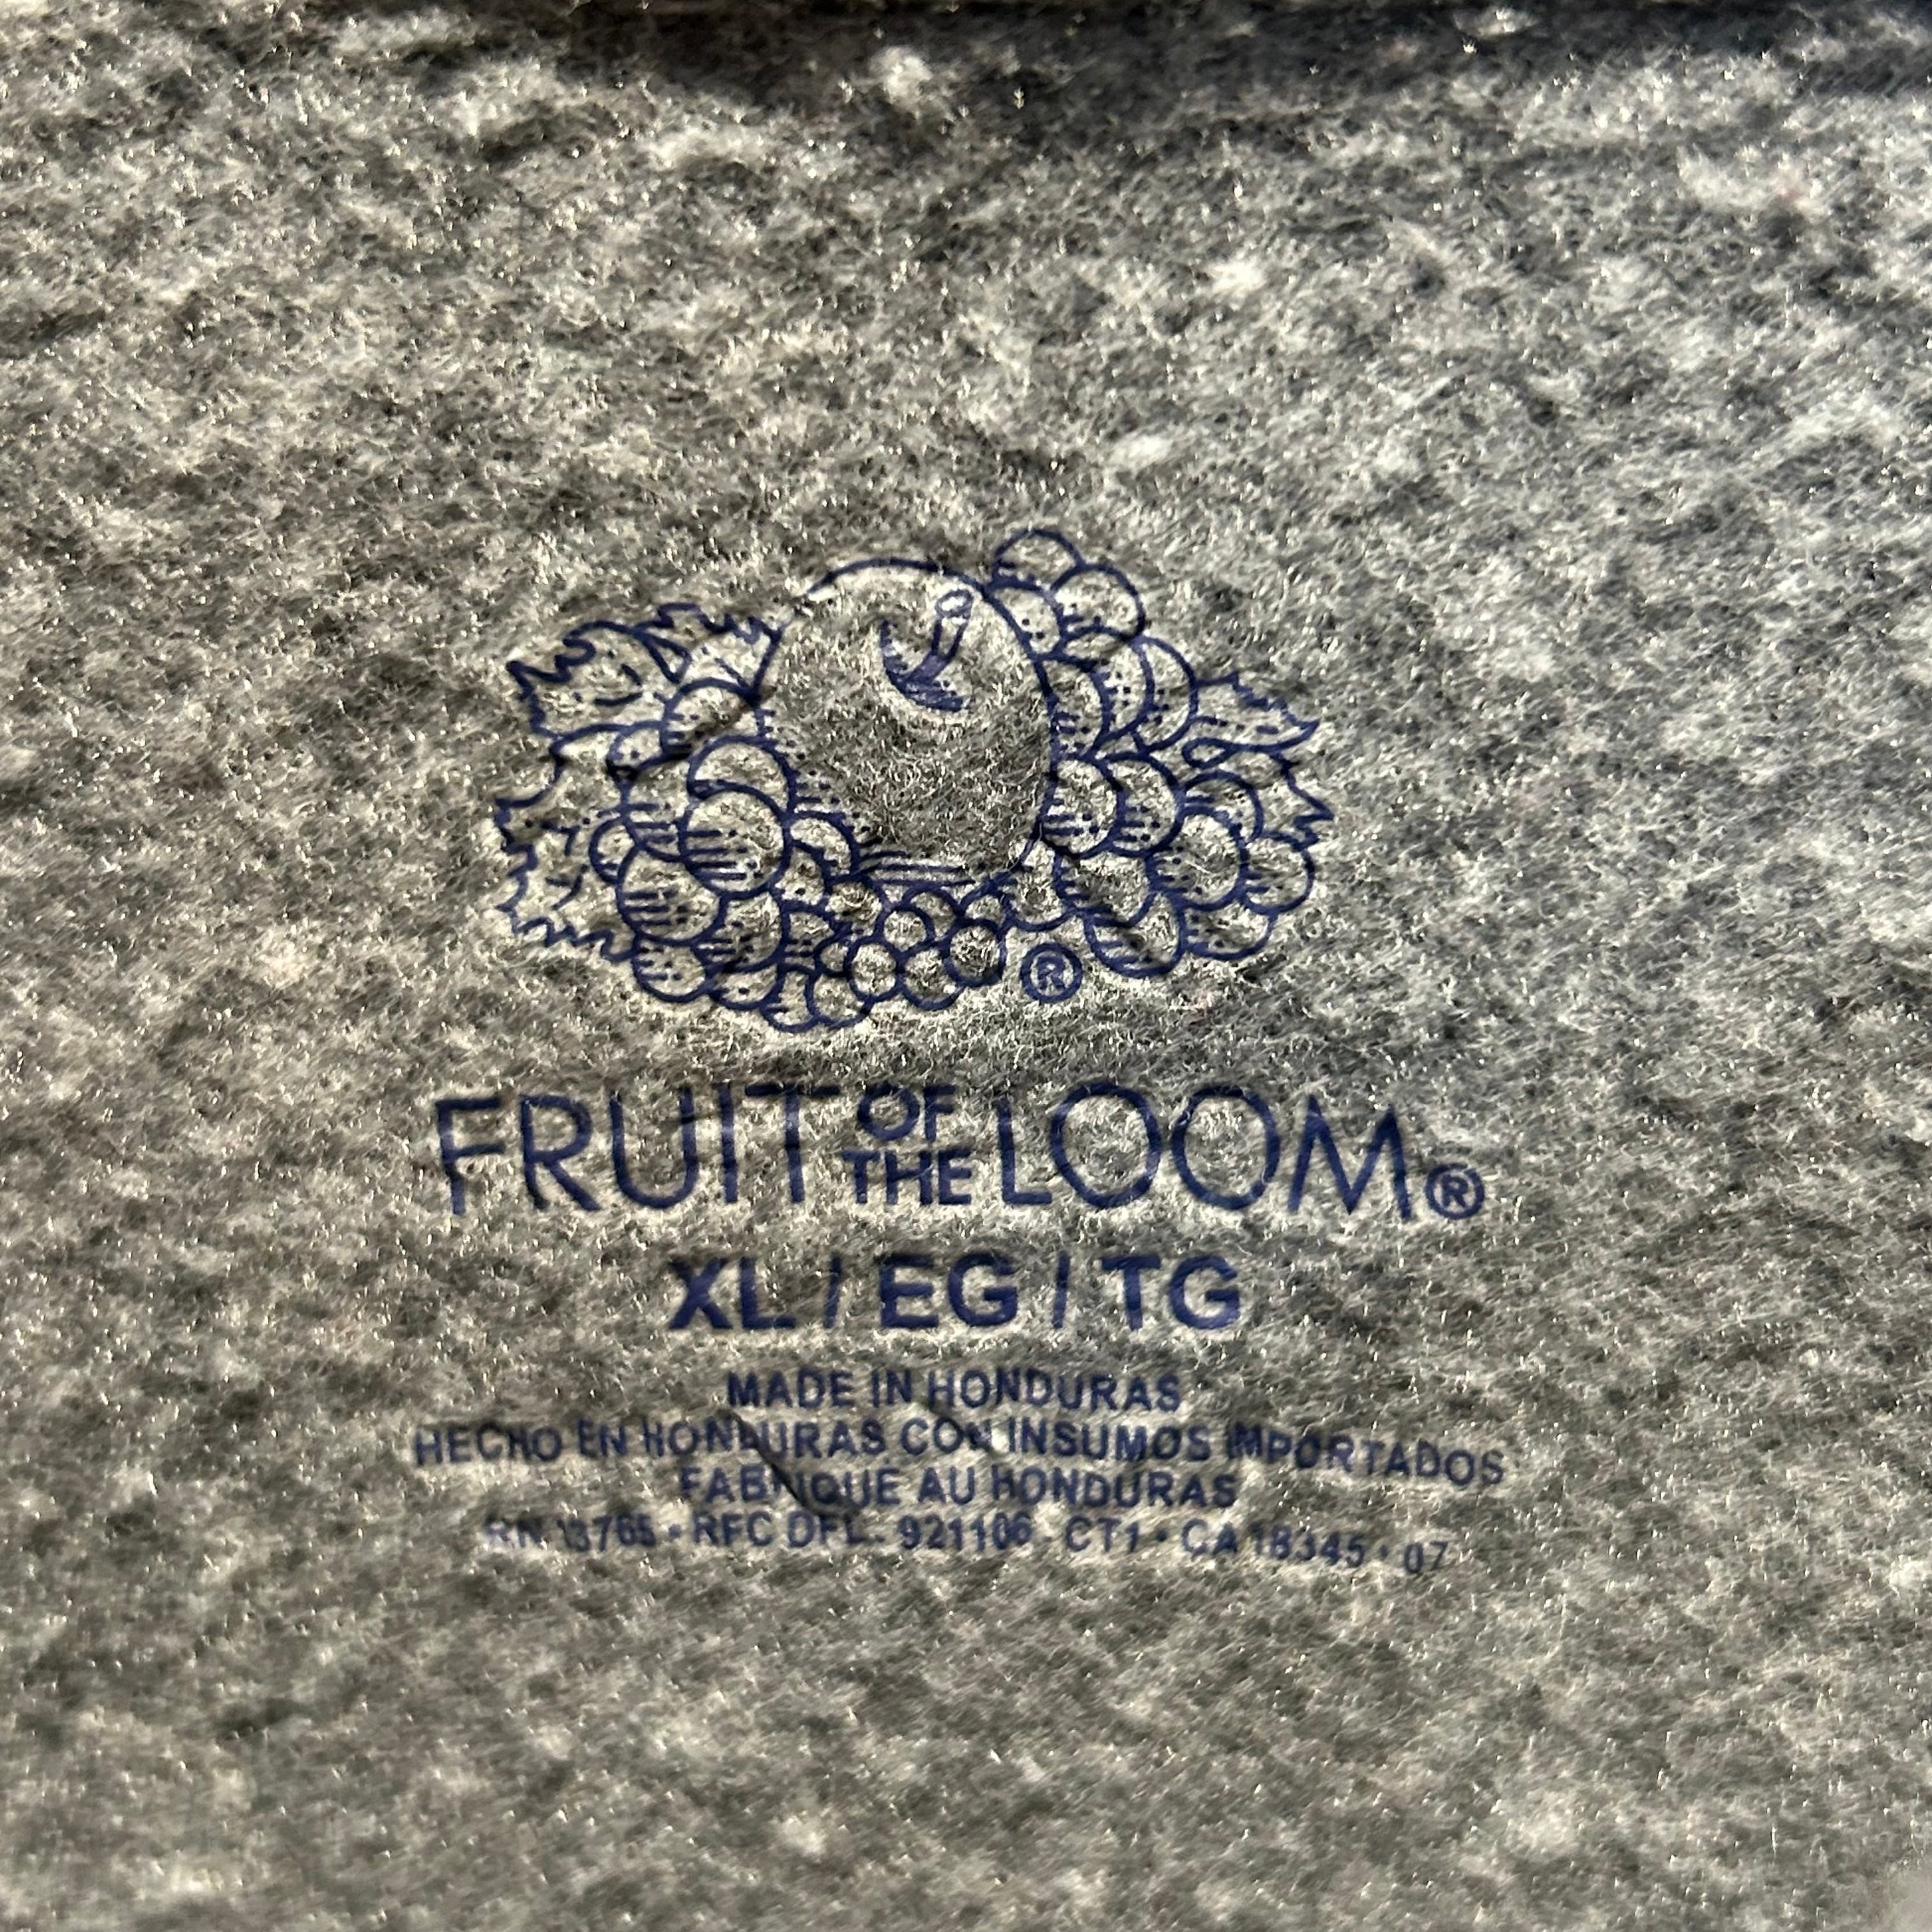 ®
FRUIT OF THE LOOM®
XL / EG / TG
MADE IN HONDURAS
HECHO EN HONDURAS CON INSUMOS IMPORTADOS
FABRIQUE AU HONDURAS
RN 13765 • RFC DFL - 921106 CT1 • CA 18345 • 07